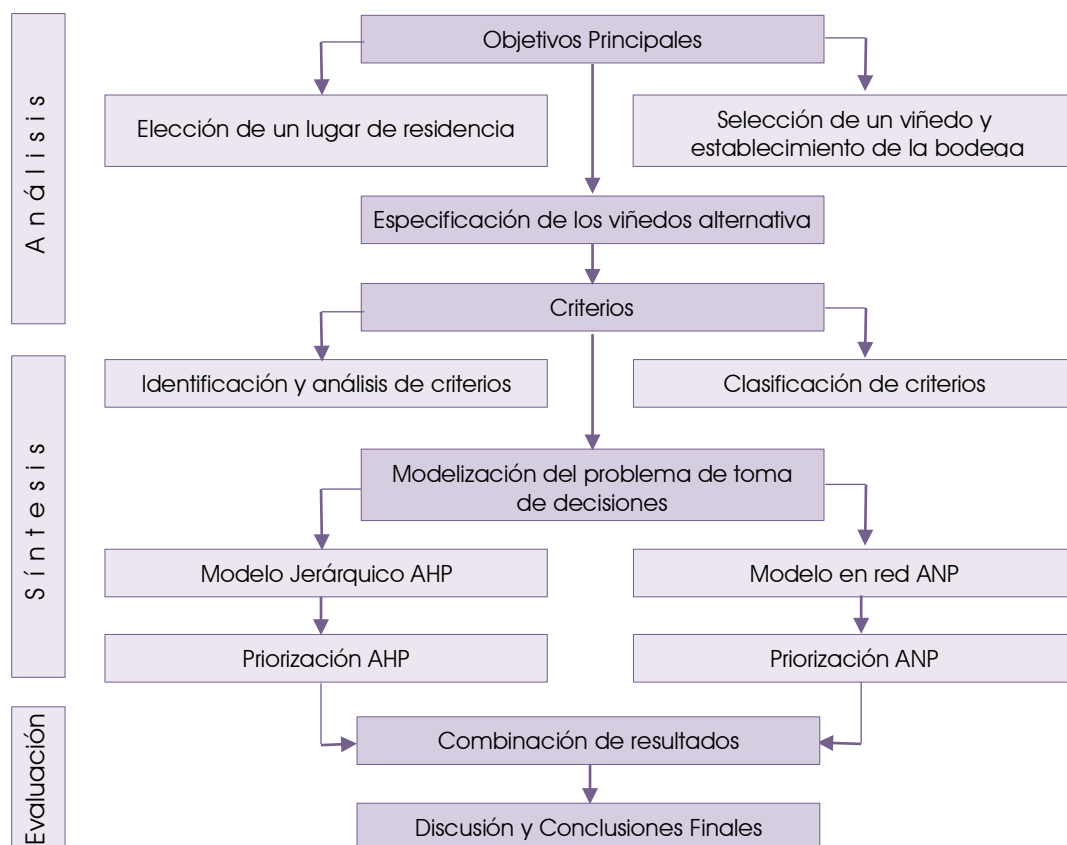 Análisis
Objetivos Principales
Elección de un lugar de residencia
Selección de un viñedo y
establecimiento de la bodega
Especificación de los viñedos alternativa
Criterios
Síntesis
Identificación y análisis de criterios
Clasificación de criterios
Modelización del problema de toma
de decisiones
Modelo Jerárquico AHP
Modelo en red ANP
Priorización AHP
Priorización ANP
Evaluación
Combinación de resultados
Discusión y Conclusiones Finales